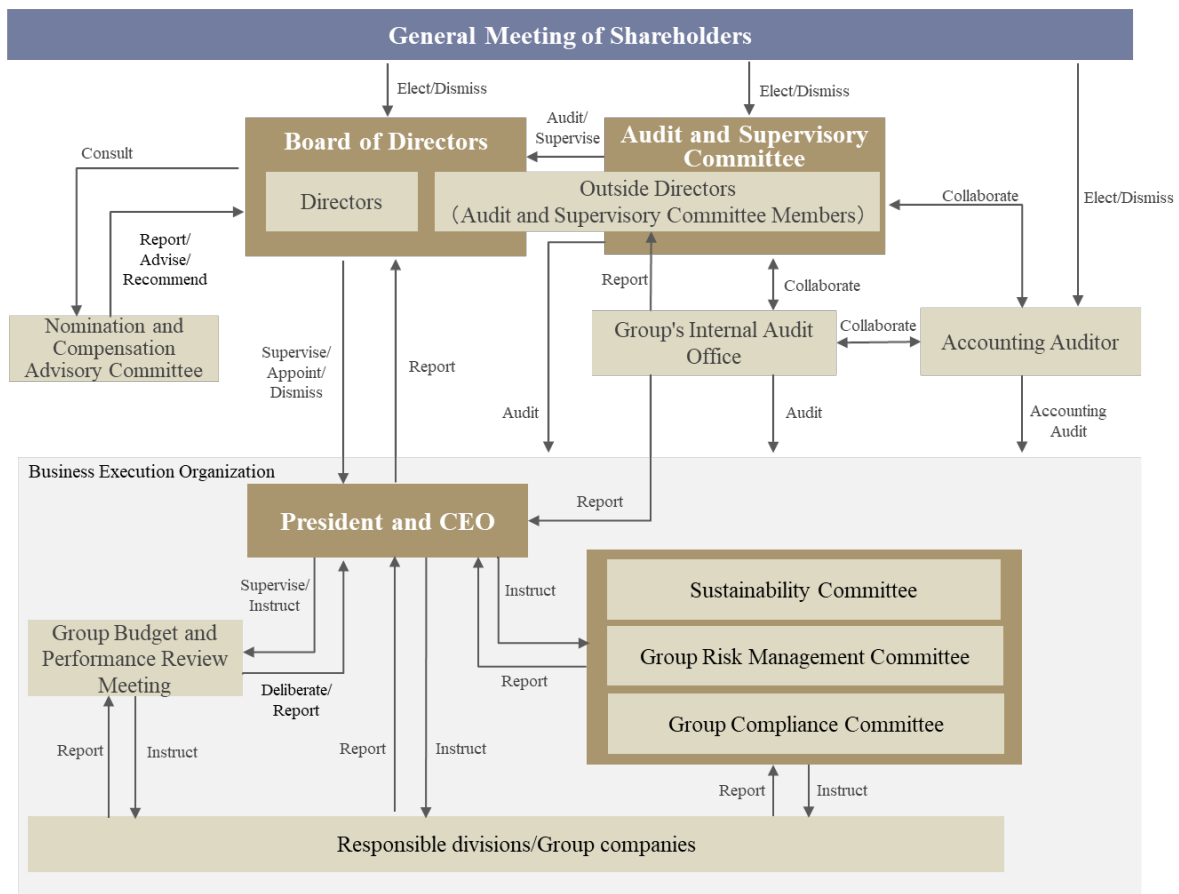 General Meeting of Shareholders
Elect/Dismiss
Elect/Dismiss
Elect/Dismiss
Board of Directors
Audit/
Supervise
Audit and Supervisory
Committee
Consult
Directors
Outside Directors
（Audit and Supervisory Committee Members）
Collaborate
Report/
Advise/
Recommend
Report
Collaborate
Nomination and
Compensation
Advisory Committee
Supervise/
Appoint/
Dismiss
Report
Group's Internal Audit
Office
Collaborate
Accounting Auditor
Audit
Audit
Accounting
Audit
Business Execution Organization
President and CEO
Report
Supervise/
Instruct
Instruct
Sustainability Committee
Group Budget and
Performance Review
Meeting
Group Risk Management Committee
Report
Deliberate/
Report
Group Compliance Committee
Report
Instruct
Report
Instruct
Report
Instruct
Responsible divisions/Group companies